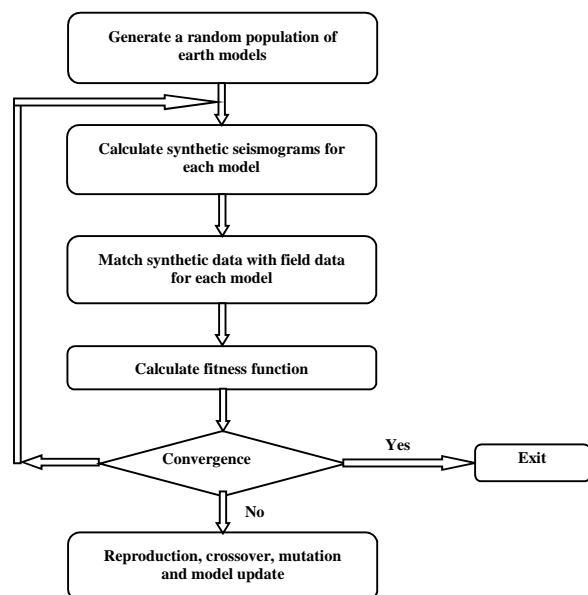 Generate a random population of
earth models
Calculate synthetic seismograms for
each model
Match synthetic data with field data
for each model
Calculate fitness function
Convergence
Yes
Exit
No
Reproduction, crossover, mutation
and model update